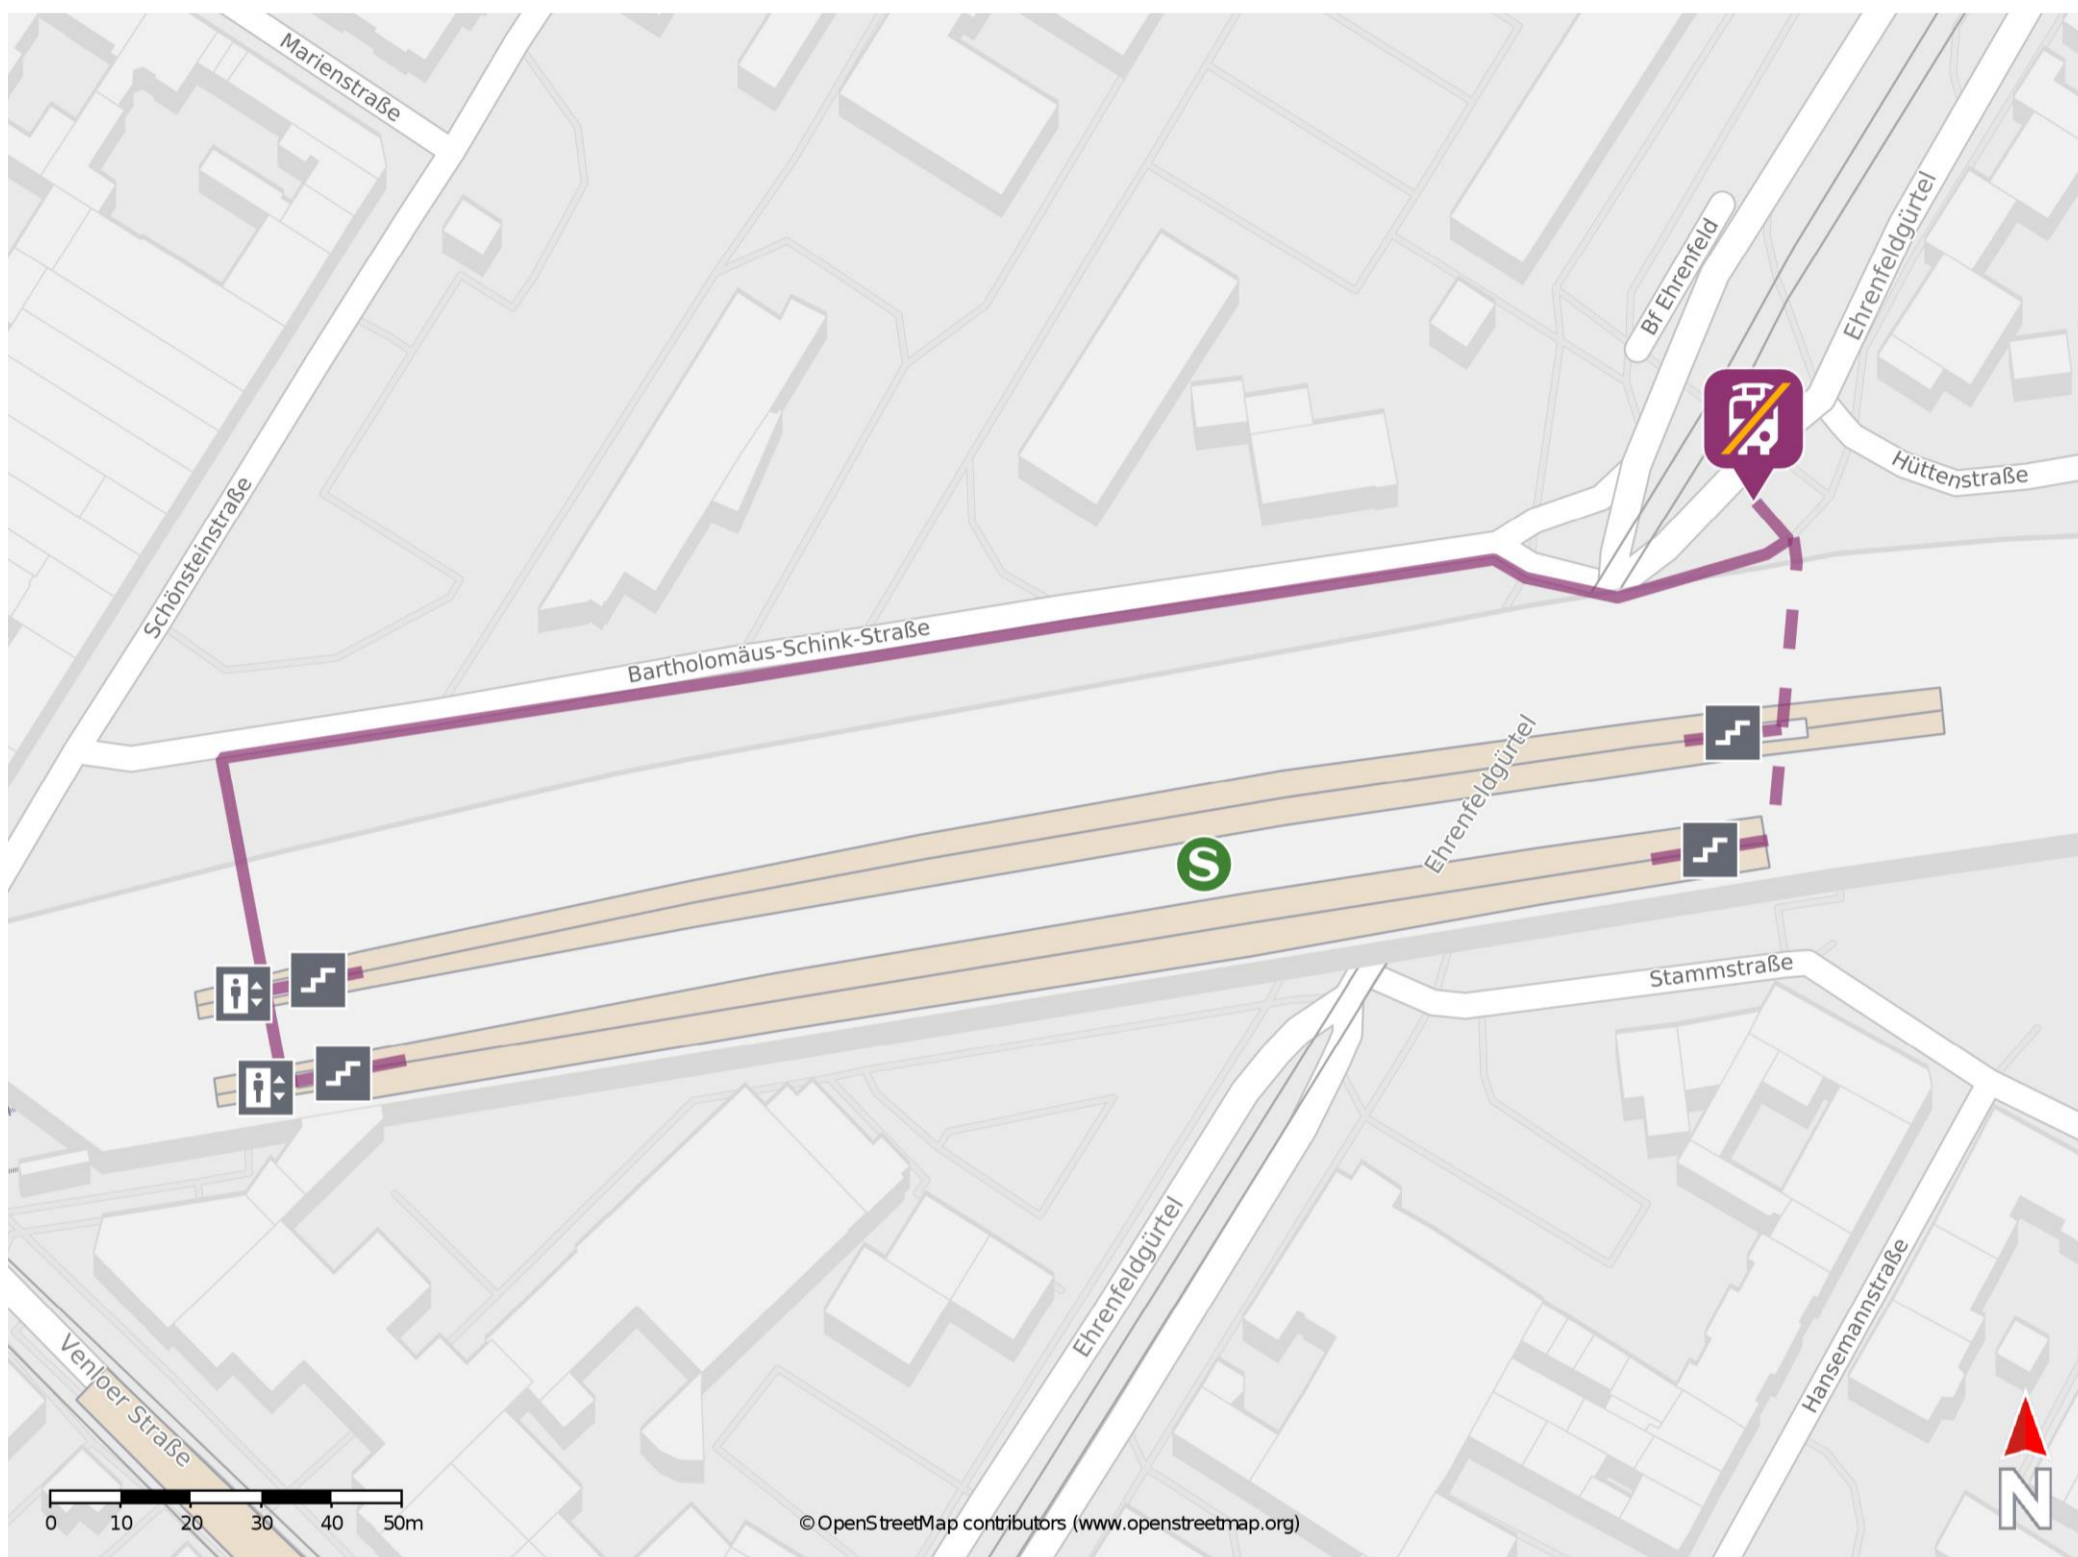 Marienstraße
Ehrenfeldgürtel
Bf Ehrenfeld
Hüttenstraße
Schönsteinstraße
Bartholomäus-Schink-Straße
Ehrenfeldgürtel
S
Stammstraße
Ehrenfeldgürtel
Hansemannstraße
Venloer Straße
0 10 20 30 40 50m
© OpenStreetMap contributors (www.openstreetmap.org)
N